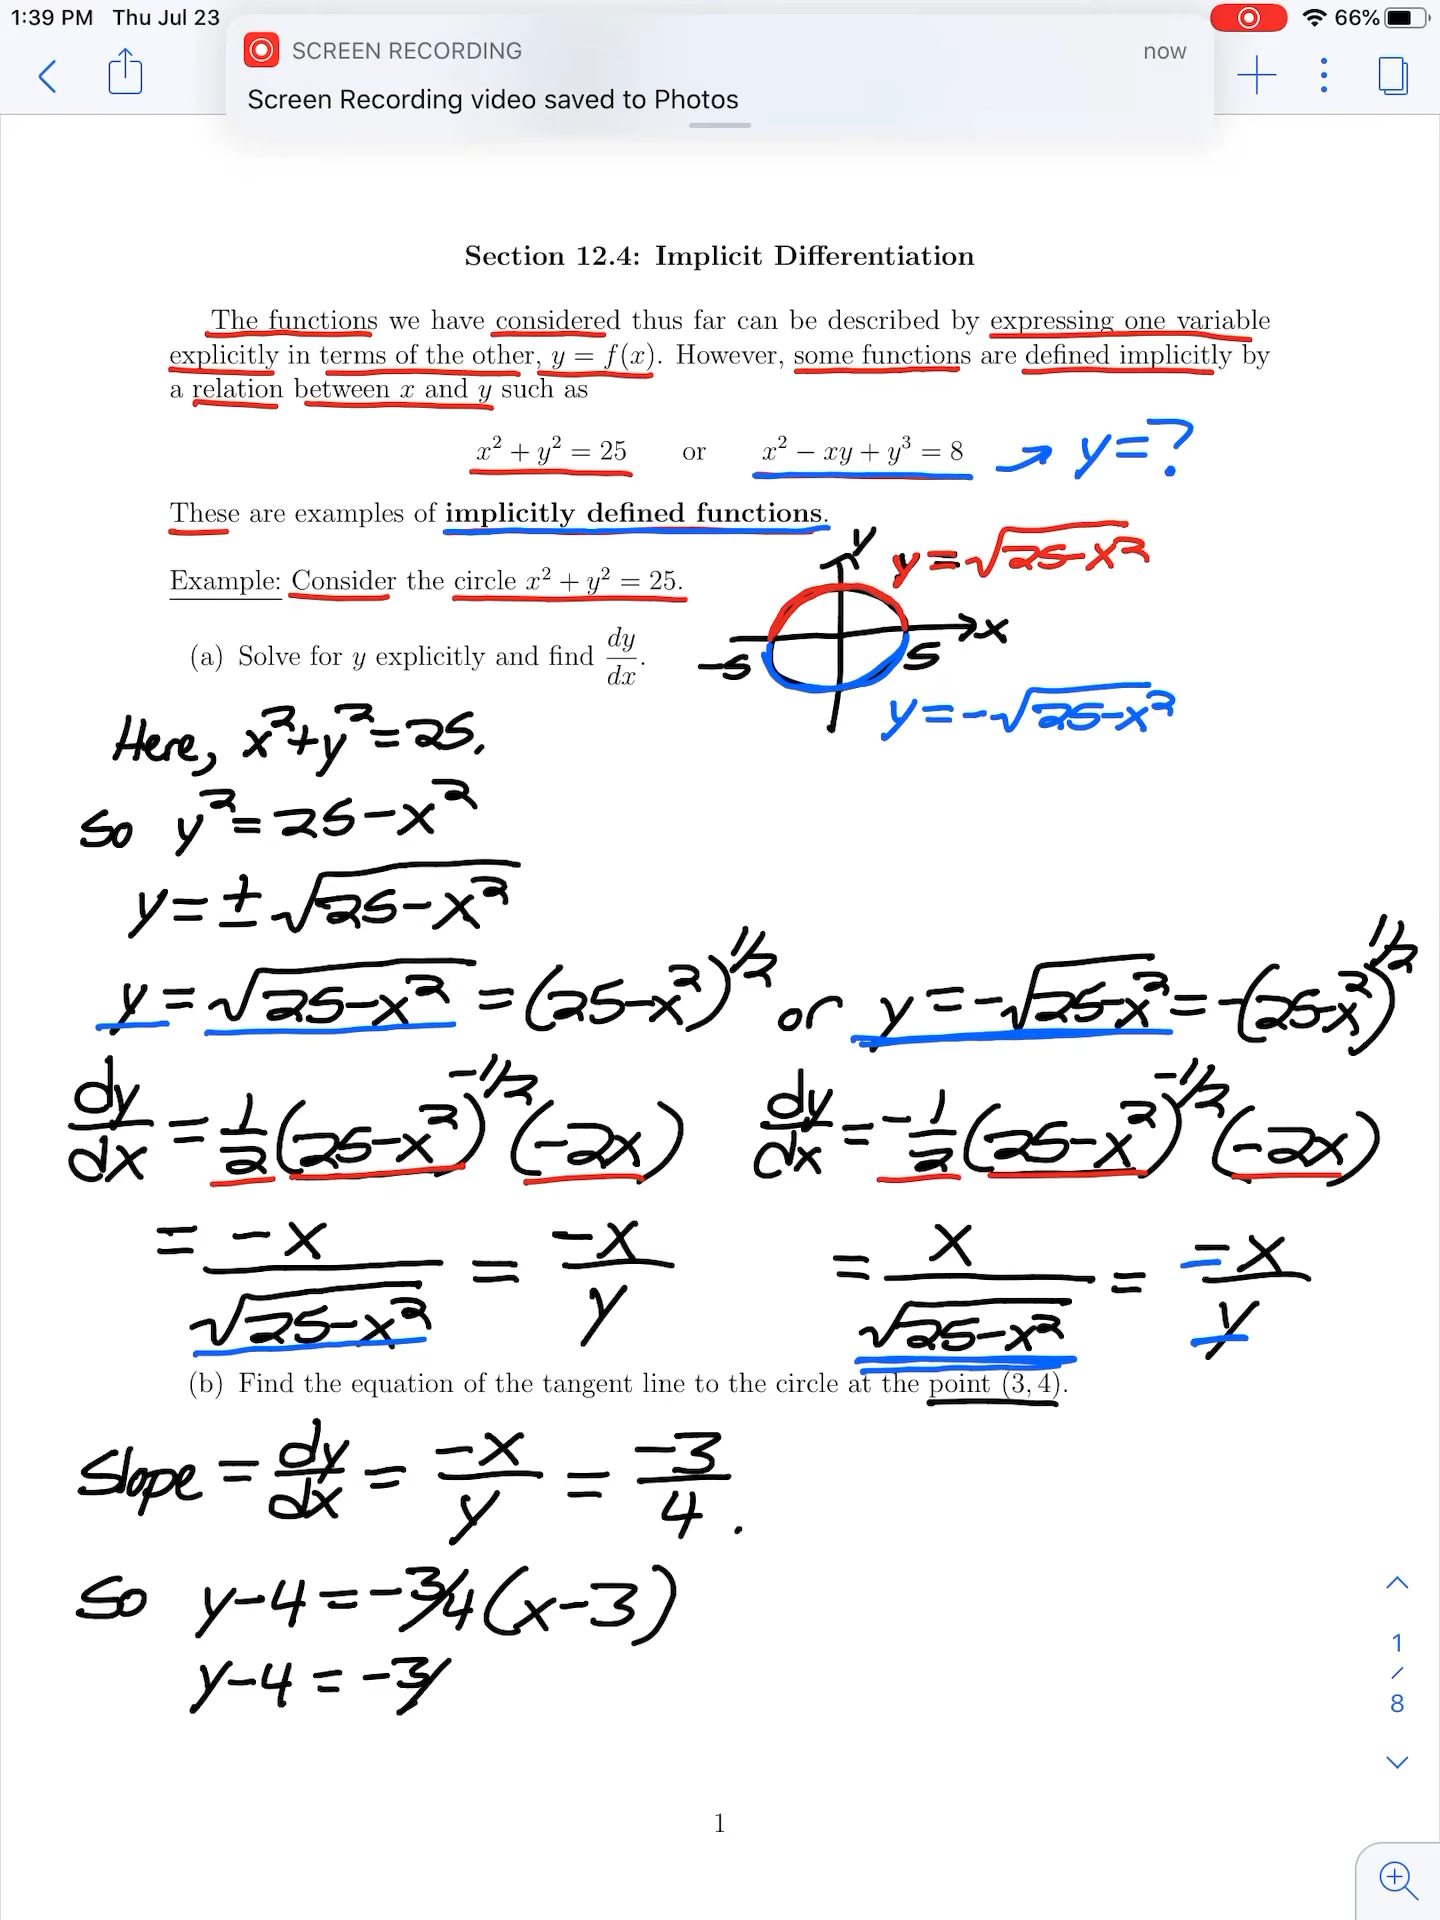 1:39 PM Thu Jul 23
66%
SCREEN RECORDING now
Screen Recording video saved to Photos
Section 12.4: Implicit Differentiation
The functions we have considered thus far can be described by expressing one variable
explicitly in terms of the other, y = f(x). However, some functions are defined implicitly by
a relation between x and y such as
x² + y² = 25 or x² − xy + y³ = 8 → y = ?
These are examples of implicitly defined functions.
y
y = √(25−x²)
Example: Consider the circle x² + y² = 25.
x
(a) Solve for y explicitly and find dy/dx.
-5 5
y = -√(25−x²)
Here, x²+y²=25,
So y² = 25−x²
y = ± √(25−x²)
y = √(25−x²) = (25−x²)^1/2 or y = -√(25−x²) = -(25−x²)^1/2
dy/dx = 1/2 (25−x²)^-1/2 (-2x) dy/dx = -1/2 (25−x²)^-1/2 (-2x)
= -x/√(25−x²) = -x/y = x/√(25−x²) = -x/y
(b) Find the equation of the tangent line to the circle at the point (3, 4).
Slope = dy/dx = -x/y = -3/4.
So y−4 = -3/4 (x−3)
y−4 = -3/
1
/
8
1